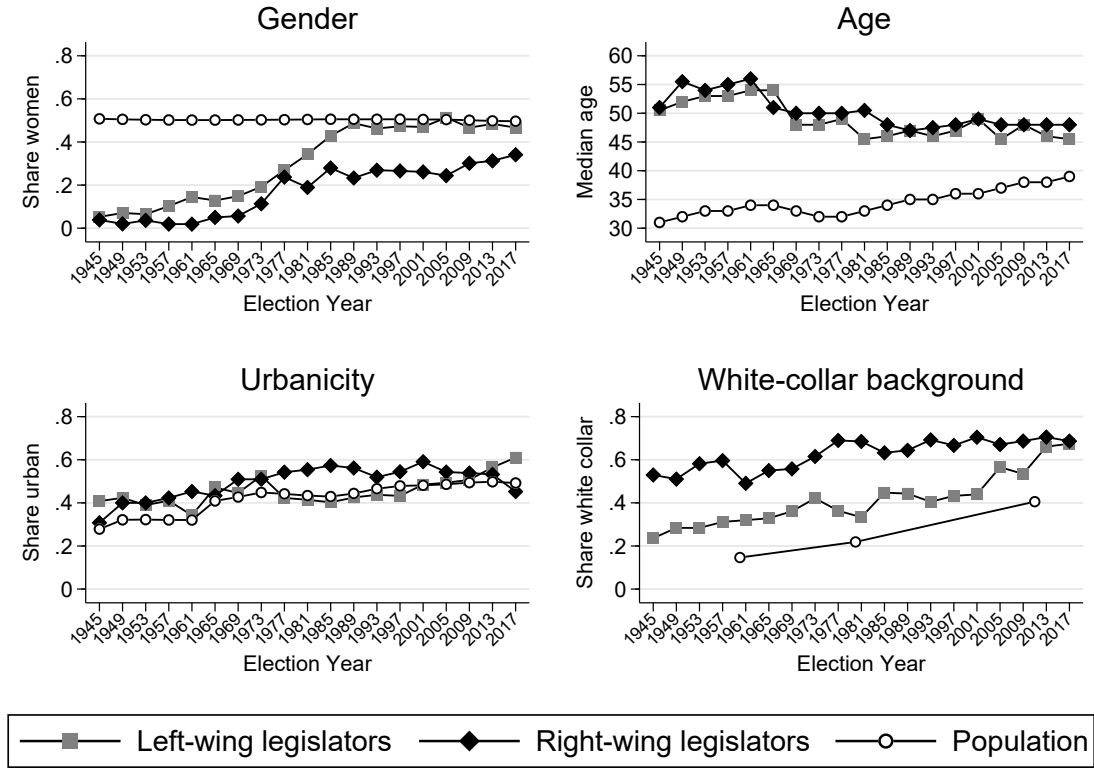 Gender
Share women
.8
.6
.4
.2
0
1945 1949 1953 1957 1961 1965 1969 1973 1977 1981 1985 1989 1993 1997 2001 2005 2009 2013 2017
Election Year
Age
Median age
60
55
50
45
40
35
30
1945 1949 1953 1957 1961 1965 1969 1973 1977 1981 1985 1989 1993 1997 2001 2005 2009 2013 2017
Election Year
Urbanicity
Share urban
.8
.6
.4
.2
0
1945 1949 1953 1957 1961 1965 1969 1973 1977 1981 1985 1989 1993 1997 2001 2005 2009 2013 2017
Election Year
White-collar background
Share white collar
.8
.6
.4
.2
0
1945 1949 1953 1957 1961 1965 1969 1973 1977 1981 1985 1989 1993 1997 2001 2005 2009 2013 2017
Election Year
Left-wing legislators Right-wing legislators Population